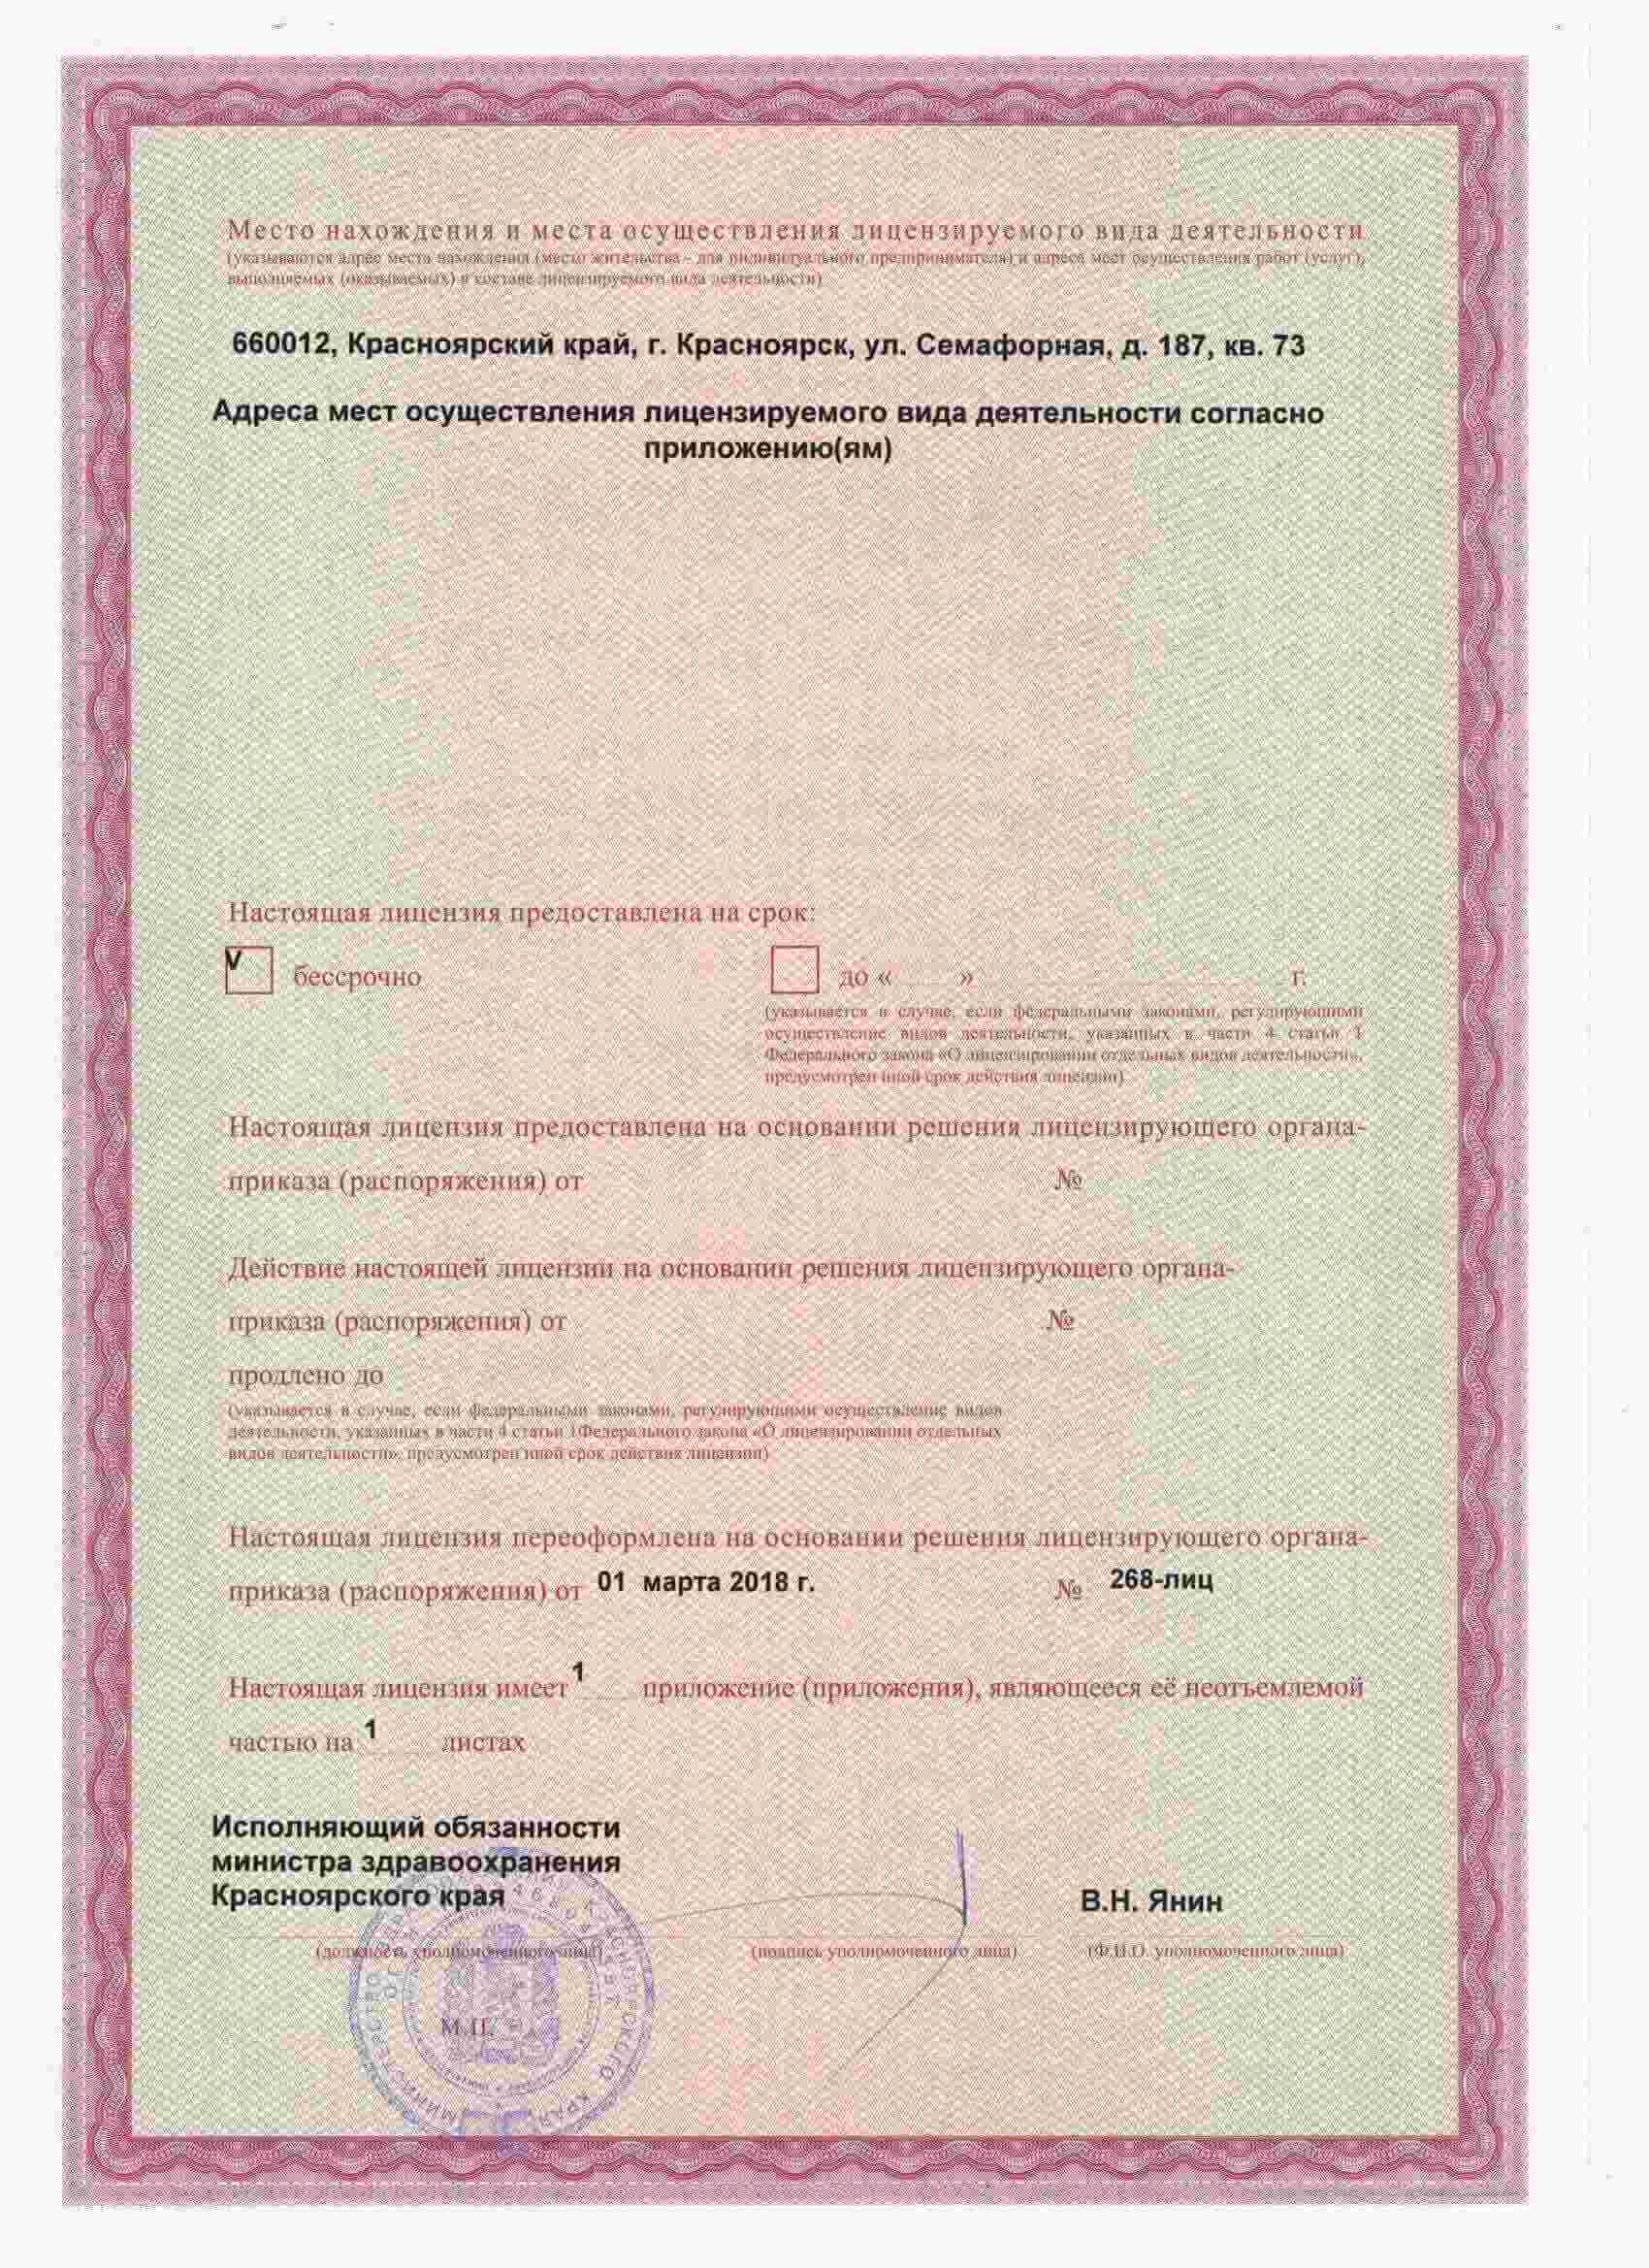 Место нахождения и места осуществления лицензируемого вида деятельности
(указываются адрес места нахождения (место жительства - для индивидуального предпринимателя) и адреса мест осуществления работ (услуг),
выполняемых (оказываемых) в составе лицензируемого вида деятельности)
660012, Красноярский край, г. Красноярск, ул. Семафорная, д. 187, кв. 73
Адреса мест осуществления лицензируемого вида деятельности согласно
приложению(ям)
Настоящая лицензия предоставлена на срок:
V бессрочно до « » г.
(указывается в случае, если федеральными законами, регулирующими
осуществление видов деятельности, указанных в части 4 статьи 1
Федерального закона «О лицензировании отдельных видов деятельности»,
предусмотрен иной срок действия лицензии)
Настоящая лицензия предоставлена на основании решения лицензирующего органа-
приказа (распоряжения) от №
Действие настоящей лицензии на основании решения лицензирующего органа-
приказа (распоряжения) от №
продлено до
(указывается в случае, если федеральными законами, регулирующими осуществление видов
деятельности, указанных в части 4 статьи 1Федерального закона «О лицензировании отдельных
видов деятельности», предусмотрен иной срок действия лицензии)
Настоящая лицензия переоформлена на основании решения лицензирующего органа-
приказа (распоряжения) от 01 марта 2018 г. № 268-лиц
Настоящая лицензия имеет 1 приложение (приложения), являющееся её неотъемлемой
частью на 1 листах
Исполняющий обязанности
министра здравоохранения
Красноярского края
В.Н. Янин
(должность уполномоченного лица) (подпись уполномоченного лица) (Ф.И.О. уполномоченного лица)
М.П.
КРАСНОЯРСКОГО КРАЯ